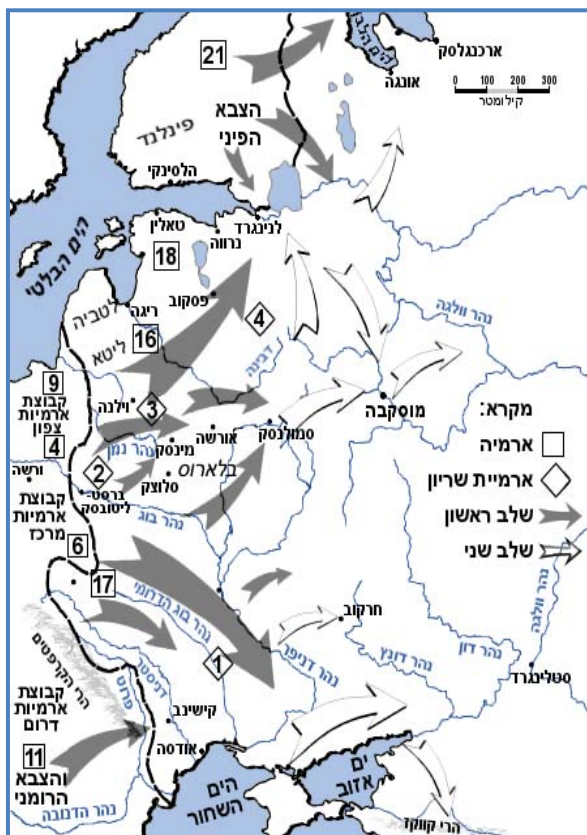 ארכנגלסק
הים הלבן
אונגה
300 200 100 0
קילומטר
21
פינלנד
הצבא
הפיני
הלסינקי
טאלין
נרווה
לנינגרד
הים הבלטי
18
פסקוב
4
ריגה
לטביה
ליטא
16
דבינה
נהר וולגה
מוסקבה
9
קבוצת
ארמיות
צפון
4
וילנה
3
נהר נמן
מינסק
אורשה
סמולנסק
סלוצק
בלארוס
ורשה
2
ברסט-
ליטובסק
נהר בוג
קבוצת
ארמיות
מרכז
6
17
נהר בוג הדרומי
1
נהר דניפר
חרקוב
נהר דונץ
נהר דון
נהר וולגה
סטלינגרד
הרי הקרפטים
דניסטר
פרוט
קישינב
אודסה
קבוצת
ארמיות
דרום
11
והצבא
הרומני
נהר הדנובה
הים
השחור
ים
אזוב
הרי קווקז
מקרא:
ארמיה
ארמיית שריון
שלב ראשון
שלב שני